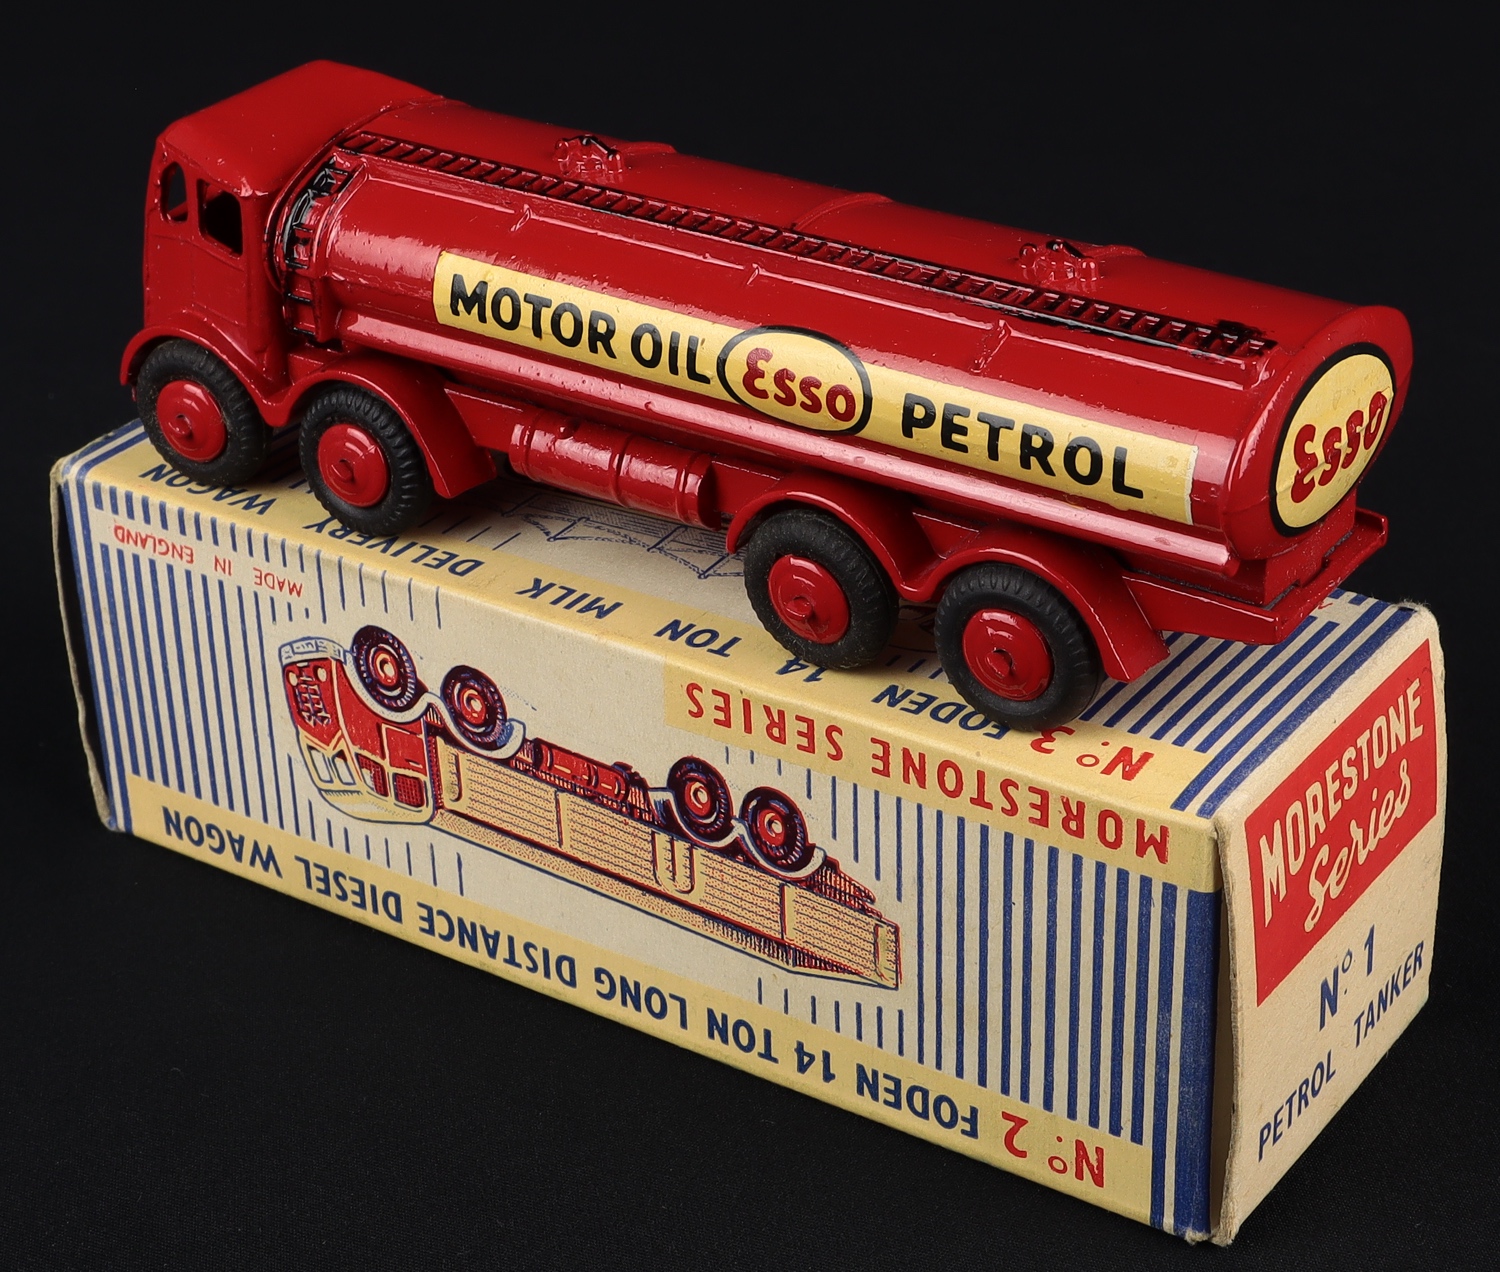 MOTOR OIL Esso PETROL
Esso
Nº 3 FODEN 14 TON MILK DELIVERY WAGON
MADE IN ENGLAND
MORESTONE SERIES
Nº 2 FODEN 14 TON LONG DISTANCE DIESEL WAGON
MORESTONE
Series
Nº 1
PETROL TANKER